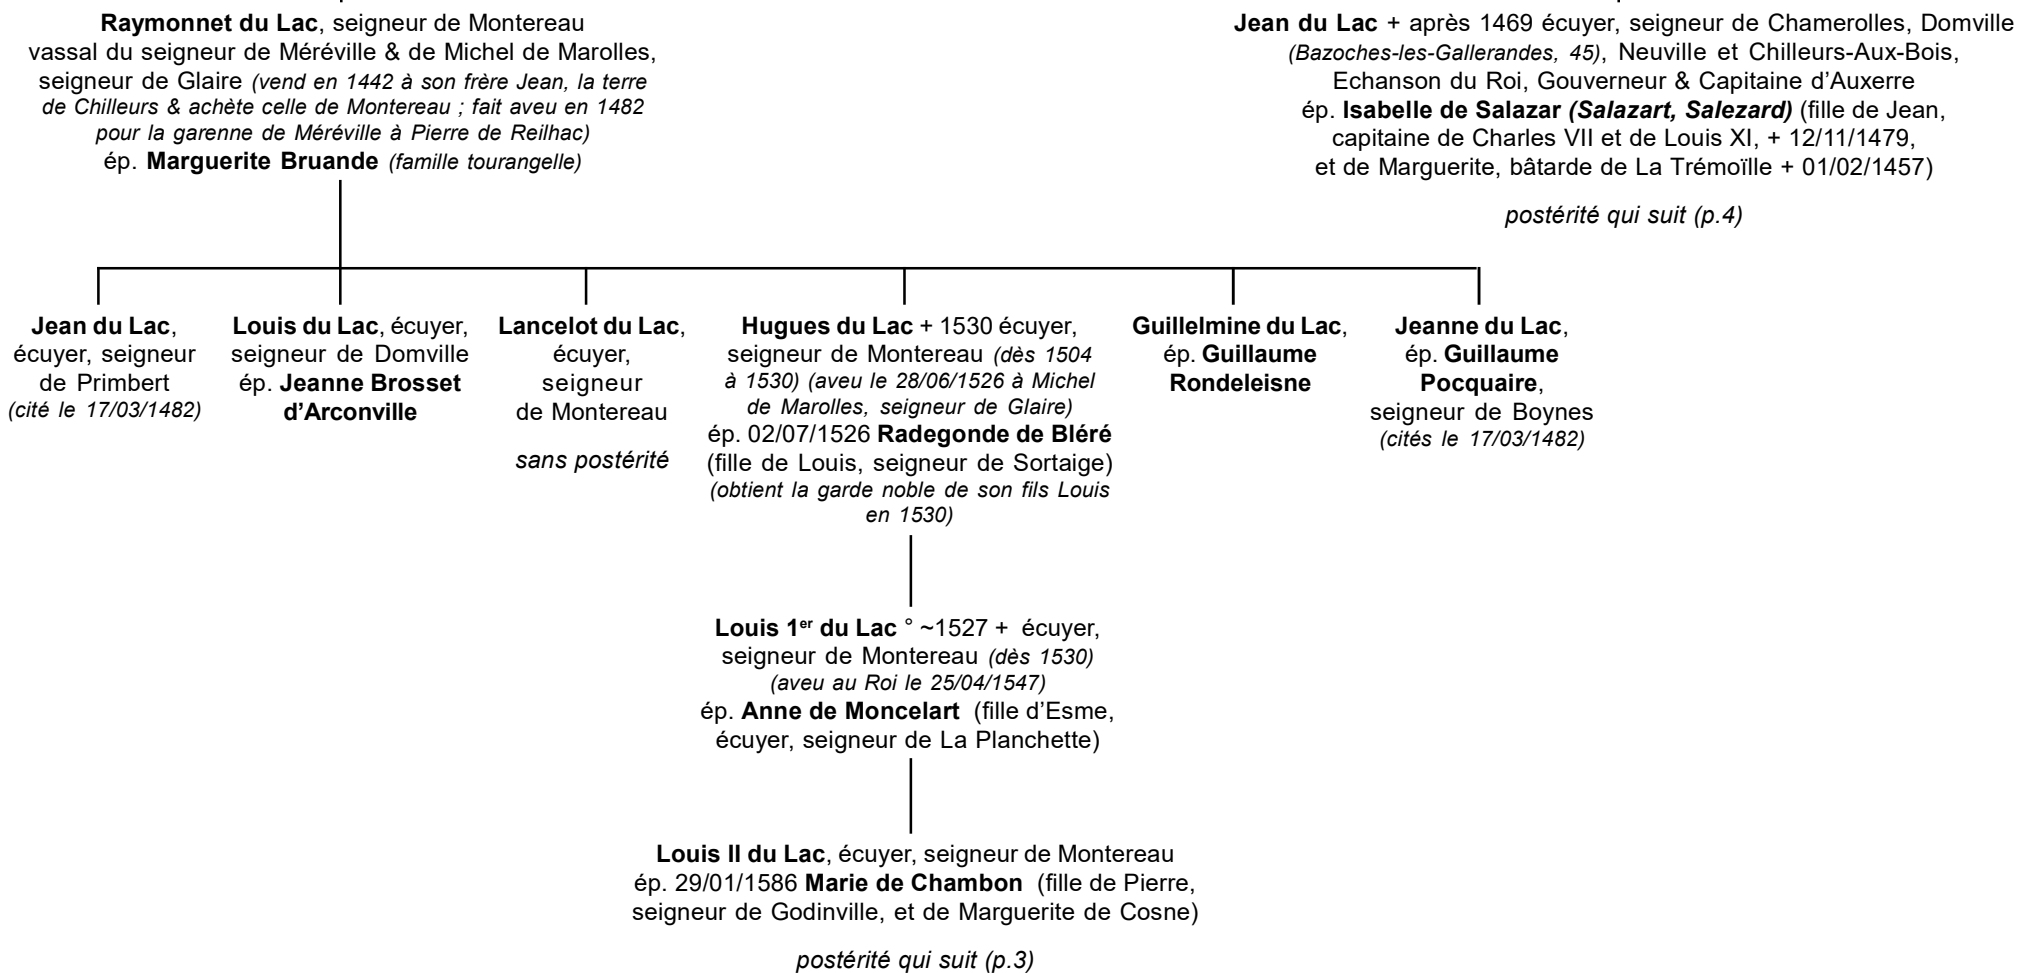 Raymonnet du Lac, seigneur de Montereau
vassal du seigneur de Méréville & de Michel de Marolles,
seigneur de Glaire (vend en 1442 à son frère Jean, la terre
de Chilleurs & achète celle de Montereau ; fait aveu en 1482
pour la garenne de Méréville à Pierre de Reilhac)
ép. Marguerite Bruande (famille tourangelle)
Jean du Lac + après 1469 écuyer, seigneur de Chamerolles, Domville
(Bazoches-les-Gallerandes, 45), Neuville et Chilleurs-Aux-Bois,
Echanson du Roi, Gouverneur & Capitaine d'Auxerre
ép. Isabelle de Salazar (Salazart, Salezard) (fille de Jean,
capitaine de Charles VII et de Louis XI, + 12/11/1479,
et de Marguerite, bâtarde de La Trémoïlle + 01/02/1457)
postérité qui suit (p.4)
Jean du Lac,
écuyer, seigneur
de Primbert
(cité le 17/03/1482)
Louis du Lac, écuyer,
seigneur de Domville
ép. Jeanne Brosset
d'Arconville
Lancelot du Lac,
écuyer,
seigneur
de Montereau
sans postérité
Hugues du Lac + 1530 écuyer,
seigneur de Montereau (dès 1504
à 1530) (aveu le 28/06/1526 à Michel
de Marolles, seigneur de Glaire)
ép. 02/07/1526 Radegonde de Bléré
(fille de Louis, seigneur de Sortaige)
(obtient la garde noble de son fils Louis
en 1530)
Guillelmine du Lac,
ép. Guillaume
Rondeleisne
Jeanne du Lac,
ép. Guillaume
Pocquaire,
seigneur de Boynes
(cités le 17/03/1482)
Louis 1er du Lac ° ~1527 + écuyer,
seigneur de Montereau (dès 1530)
(aveu au Roi le 25/04/1547)
ép. Anne de Moncelart (fille d'Esme,
écuyer, seigneur de La Planchette)
Louis II du Lac, écuyer, seigneur de Montereau
ép. 29/01/1586 Marie de Chambon (fille de Pierre,
seigneur de Godinville, et de Marguerite de Cosne)
postérité qui suit (p.3)